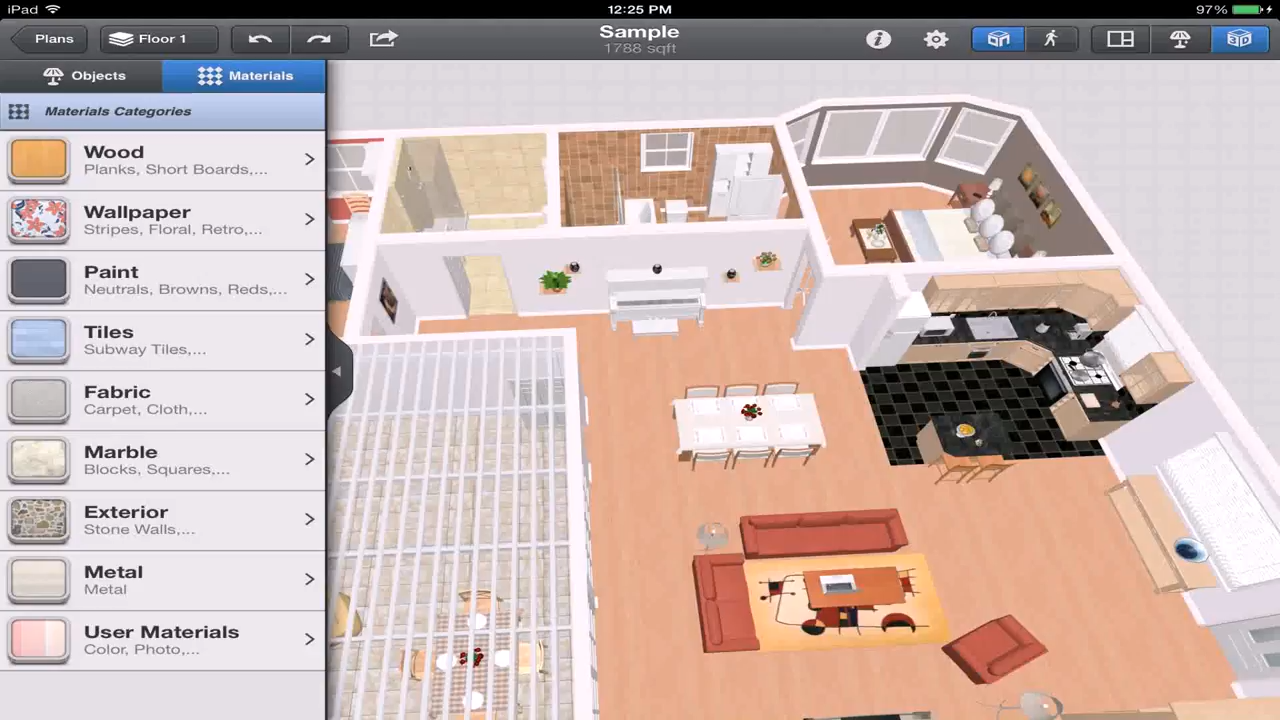 iPad 12:25 PM 97%
Plans Floor 1 Sample
1788 sqft
3D
Objects Materials
Materials Categories
Wood
Planks, Short Boards,...
Wallpaper
Stripes, Floral, Retro,...
Paint
Neutrals, Browns, Reds,...
Tiles
Subway Tiles,...
Fabric
Carpet, Cloth,...
Marble
Blocks, Squares,...
Exterior
Stone Walls,...
Metal
Metal
User Materials
Color, Photo,...